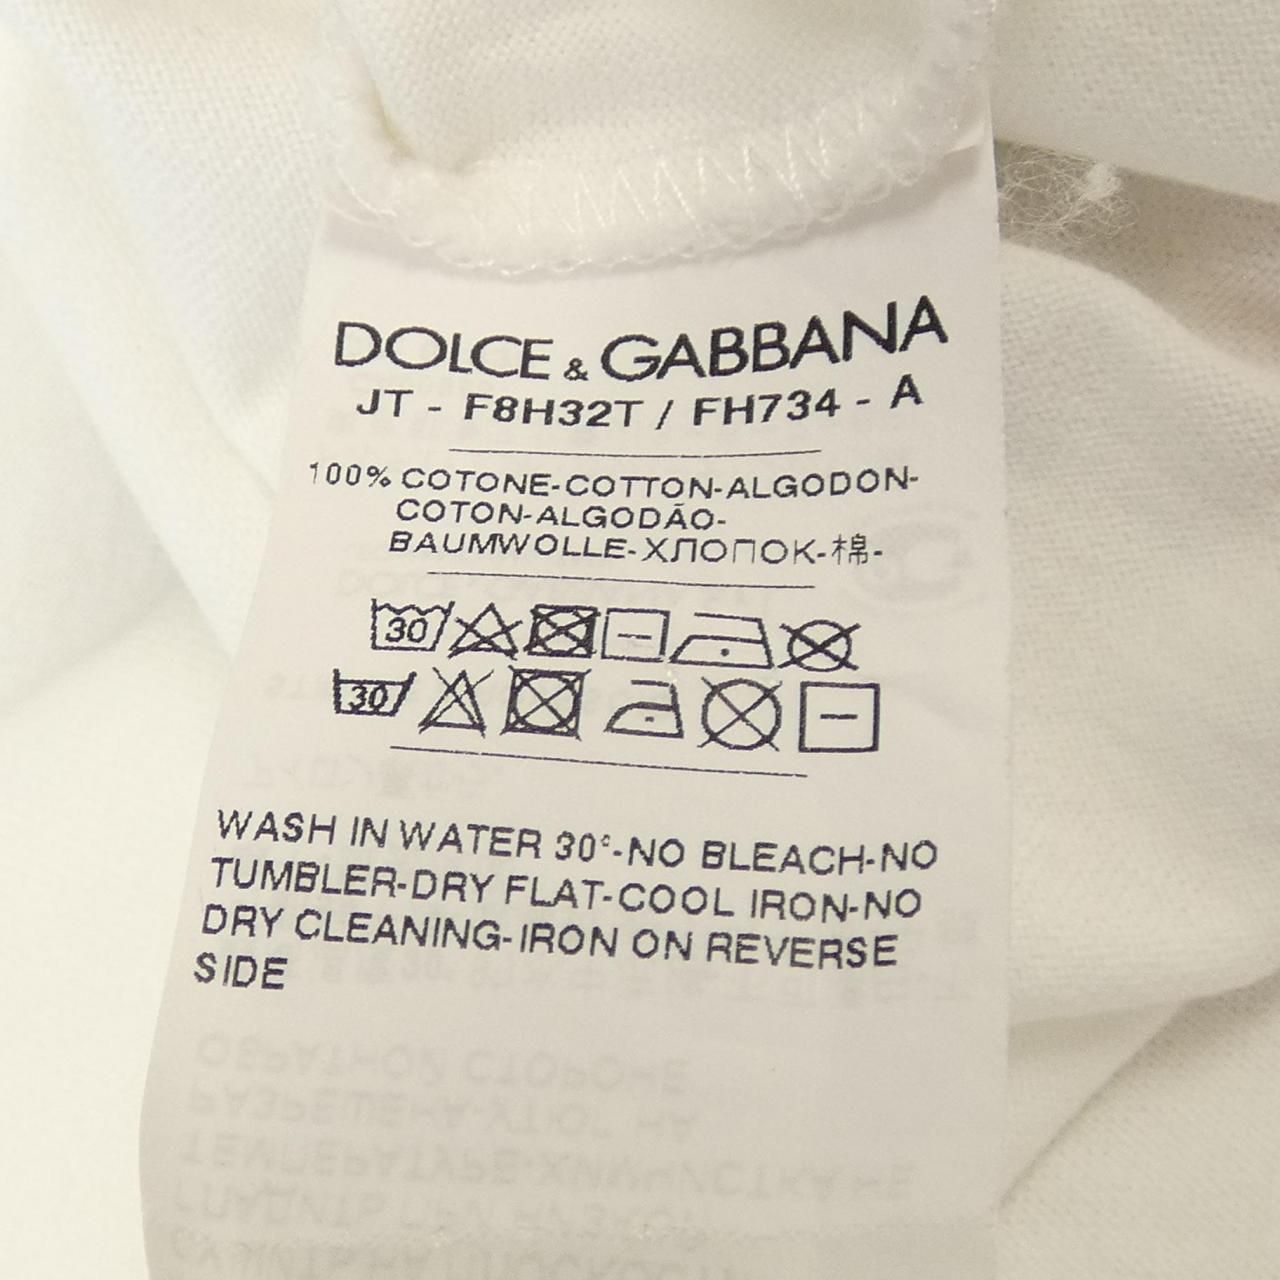 DOLCE & GABBANA
JT - F8H32T / FH734 - A
100% COTONE-COTTON-ALGODON-
COTON-ALGODÃO-
BAUMWOLLE-ХЛОПОК-棉-
30
30
WASH IN WATER 30°-NO BLEACH-NO
TUMBLER-DRY FLAT-COOL IRON-NO
DRY CLEANING-IRON ON REVERSE
SIDE